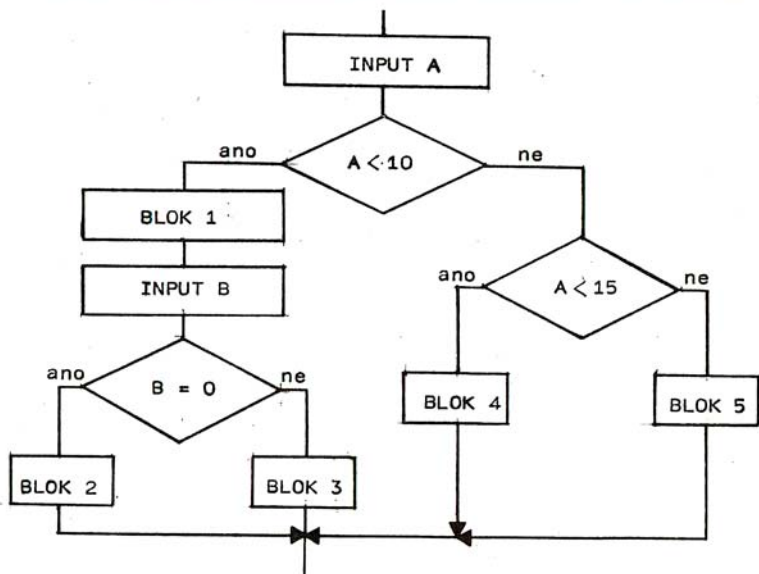 INPUT A
A < 10
ano
ne
BLOK 1
INPUT B
A < 15
ano
ne
B = 0
ano
ne
BLOK 4
BLOK 5
BLOK 2
BLOK 3